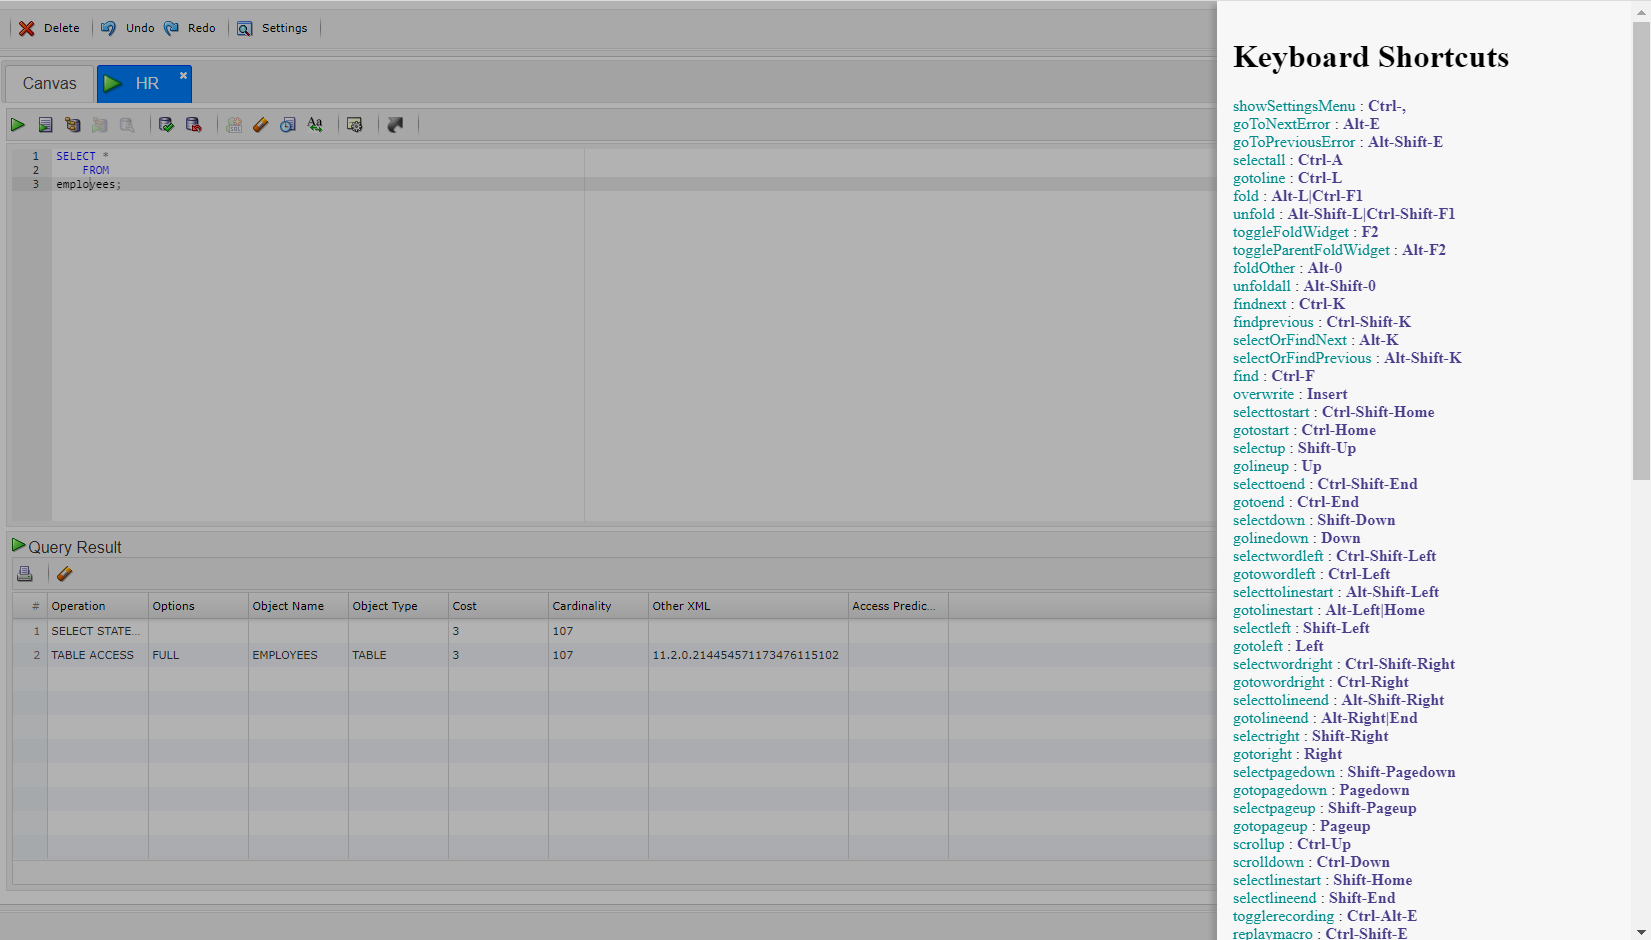 Delete Undo Redo Settings
Canvas HR
1 SELECT *
2 FROM
3 employees;
Query Result
# Operation Options Object Name Object Type Cost Cardinality Other XML Access Predic...
1 SELECT STATE... 3 107
2 TABLE ACCESS FULL EMPLOYEES TABLE 3 107 11.2.0.214454571173476115102
Keyboard Shortcuts
showSettingsMenu : Ctrl-,
goToNextError : Alt-E
goToPreviousError : Alt-Shift-E
selectall : Ctrl-A
gotoline : Ctrl-L
fold : Alt-L|Ctrl-F1
unfold : Alt-Shift-L|Ctrl-Shift-F1
toggleFoldWidget : F2
toggleParentFoldWidget : Alt-F2
foldOther : Alt-0
unfoldall : Alt-Shift-0
findnext : Ctrl-K
findprevious : Ctrl-Shift-K
selectOrFindNext : Alt-K
selectOrFindPrevious : Alt-Shift-K
find : Ctrl-F
overwrite : Insert
selecttostart : Ctrl-Shift-Home
gotostart : Ctrl-Home
selectup : Shift-Up
golineup : Up
selecttoend : Ctrl-Shift-End
gotoend : Ctrl-End
selectdown : Shift-Down
golinedown : Down
selectwordleft : Ctrl-Shift-Left
gotowordleft : Ctrl-Left
selecttolinestart : Alt-Shift-Left
gotolinestart : Alt-Left|Home
selectleft : Shift-Left
gotoleft : Left
selectwordright : Ctrl-Shift-Right
gotowordright : Ctrl-Right
selecttolineend : Alt-Shift-Right
gotolineend : Alt-Right|End
selectright : Shift-Right
gotoright : Right
selectpagedown : Shift-Pagedown
gotopagedown : Pagedown
selectpageup : Shift-Pageup
gotopageup : Pageup
scrollup : Ctrl-Up
scrolldown : Ctrl-Down
selectlinestart : Shift-Home
selectlineend : Shift-End
togglerecording : Ctrl-Alt-E
replaymacro : Ctrl-Shift-E